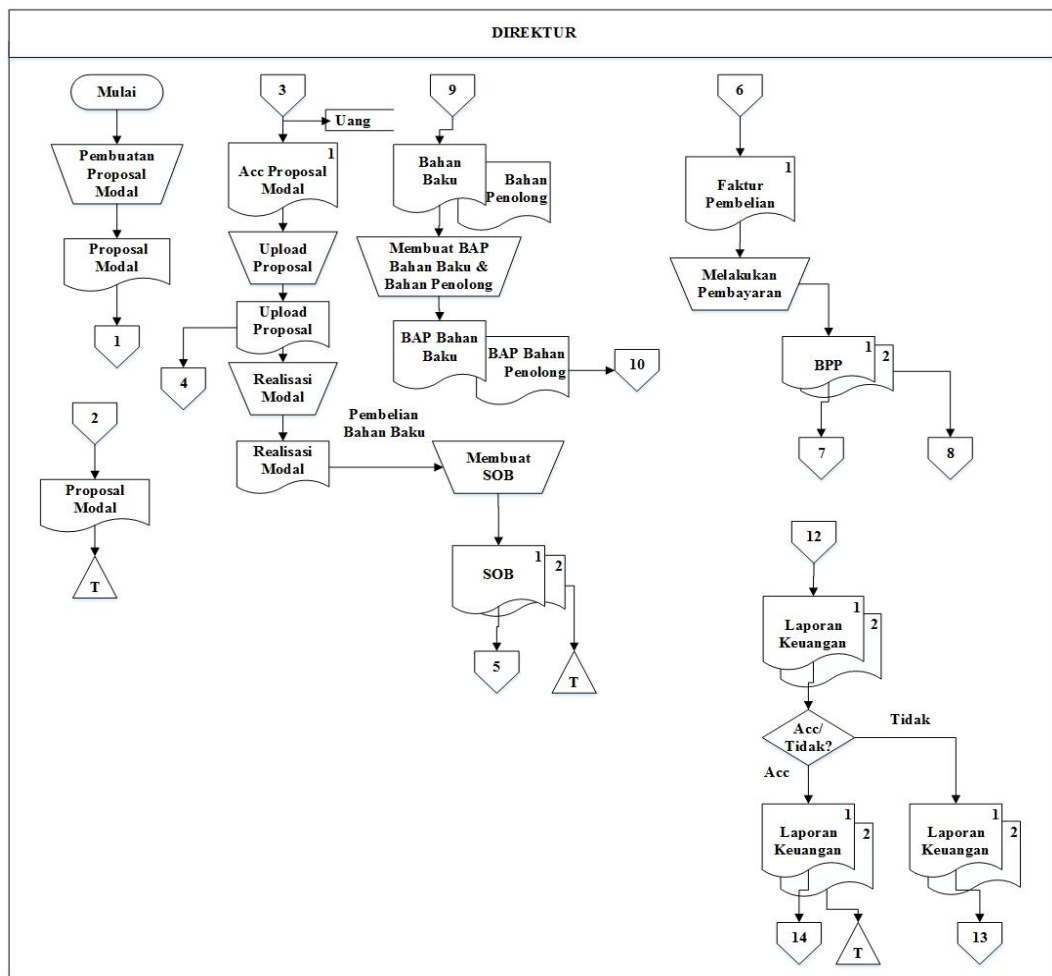 DIREKTUR
Mulai
Pembuatan
Proposal
Modal
Proposal
Modal
1
2
Proposal
Modal
T
3
Uang
1
Acc Proposal
Modal
Upload
Proposal
Upload
Proposal
4
Realisasi
Modal
Realisasi
Modal
Pembelian
Bahan Baku
9
Bahan
Baku
Bahan
Penolong
Membuat BAP
Bahan Baku &
Bahan Penolong
BAP Bahan
Baku
BAP Bahan
Penolong
10
Membuat
SOB
1
2
SOB
5
T
6
1
Faktur
Pembelian
Melakukan
Pembayaran
1
2
BPP
7
8
12
1
2
Laporan
Keuangan
Acc/
Tidak?
Tidak
Acc
1
2
Laporan
Keuangan
14
T
1
2
Laporan
Keuangan
13